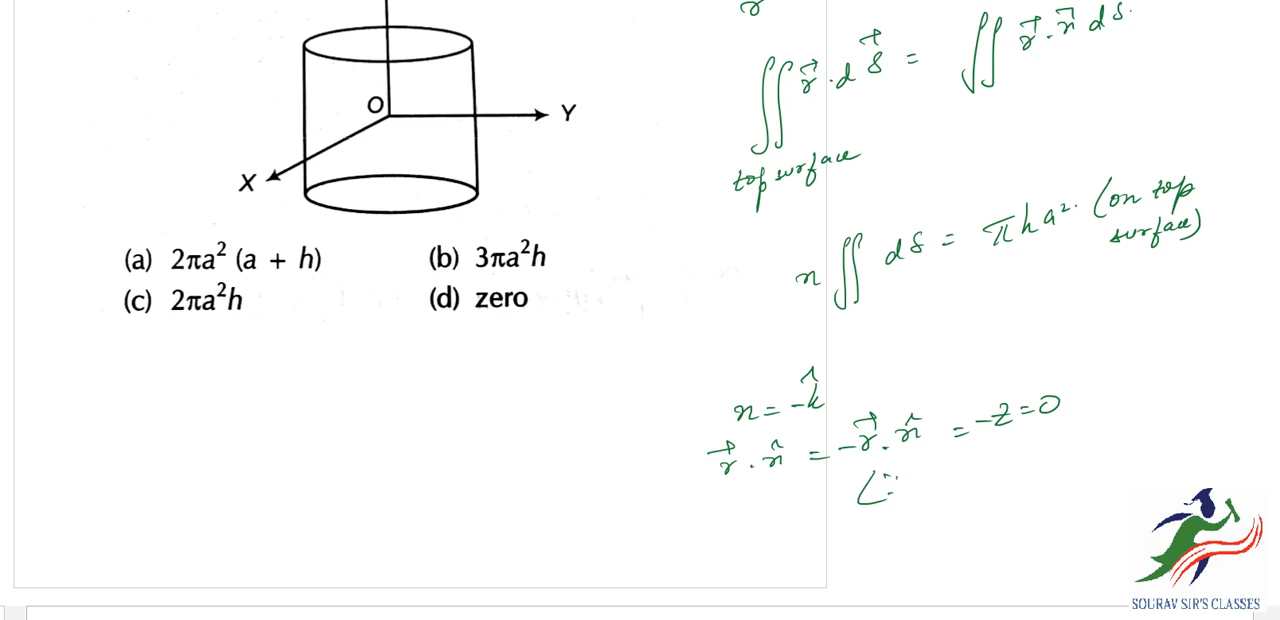 O
Y
X
(a) 2πa² (a + h)
(b) 3πa²h
(c) 2πa²h
(d) zero
∬ r⃗ · d s⃗ = ∬ r⃗ · n⃗ ds.
top surface
n ∬ ds = πha². (on top
surface)
n = -k̂
r⃗ · n̂ = -r⃗ · n̂ = -z = 0
(∵
SOURAV SIR'S CLASSES